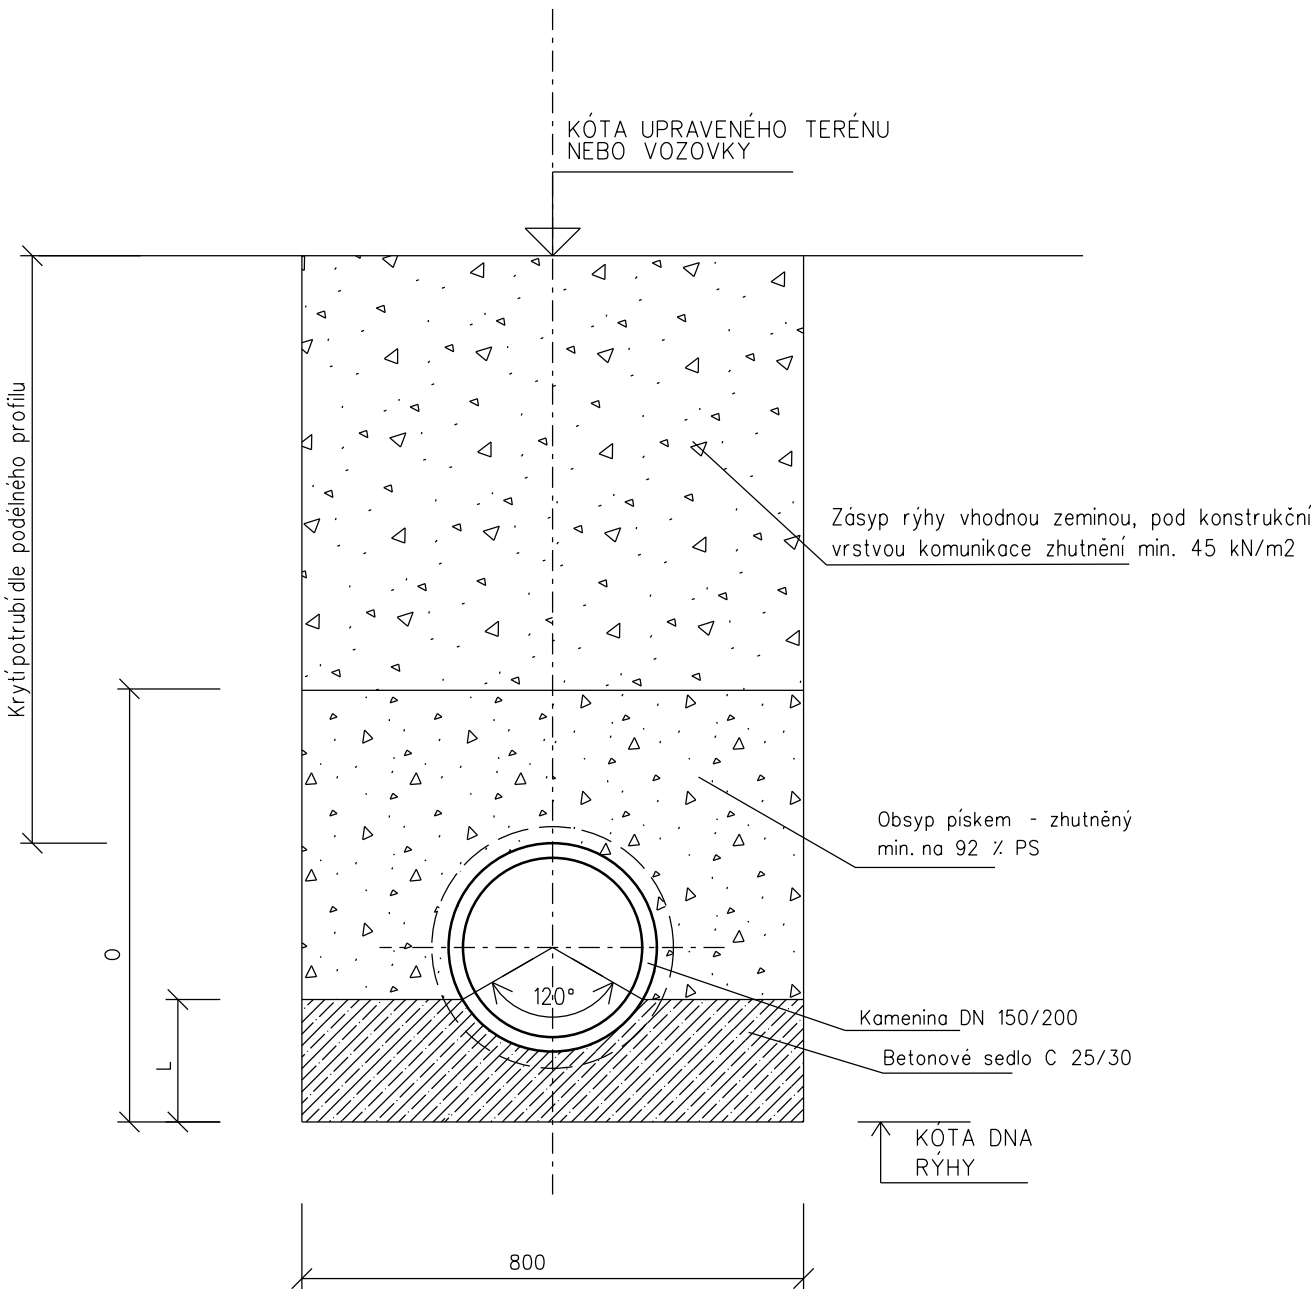 KÓTA UPRAVENÉHO TERÉNU
NEBO VOZOVKY
Krytí potrubí dle podélného profilu
Zásyp rýhy vhodnou zeminou, pod konstrukční
vrstvou komunikace zhutnění min. 45 kN/m2
Obsyp pískem - zhutněný
min. na 92 % PS
O
120°
Kamenina DN 150/200
Betonové sedlo C 25/30
L
KÓTA DNA
RÝHY
800